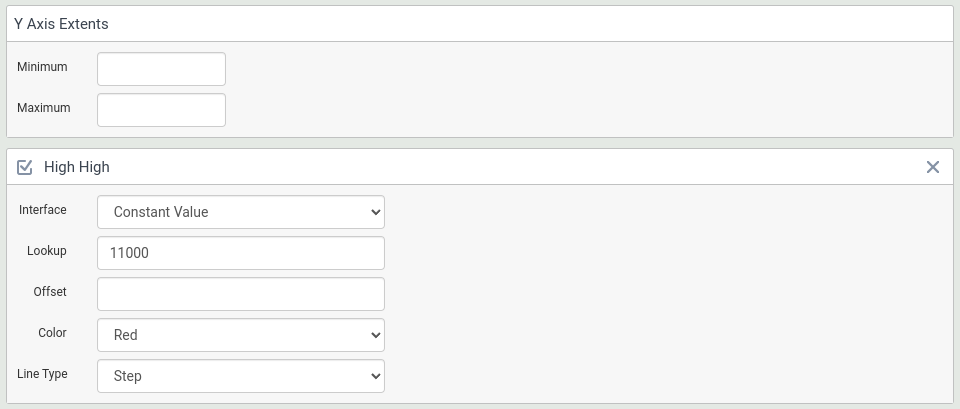 Y Axis Extents
Minimum
Maximum
High High
Interface Constant Value
Lookup 11000
Offset
Color Red
Line Type Step